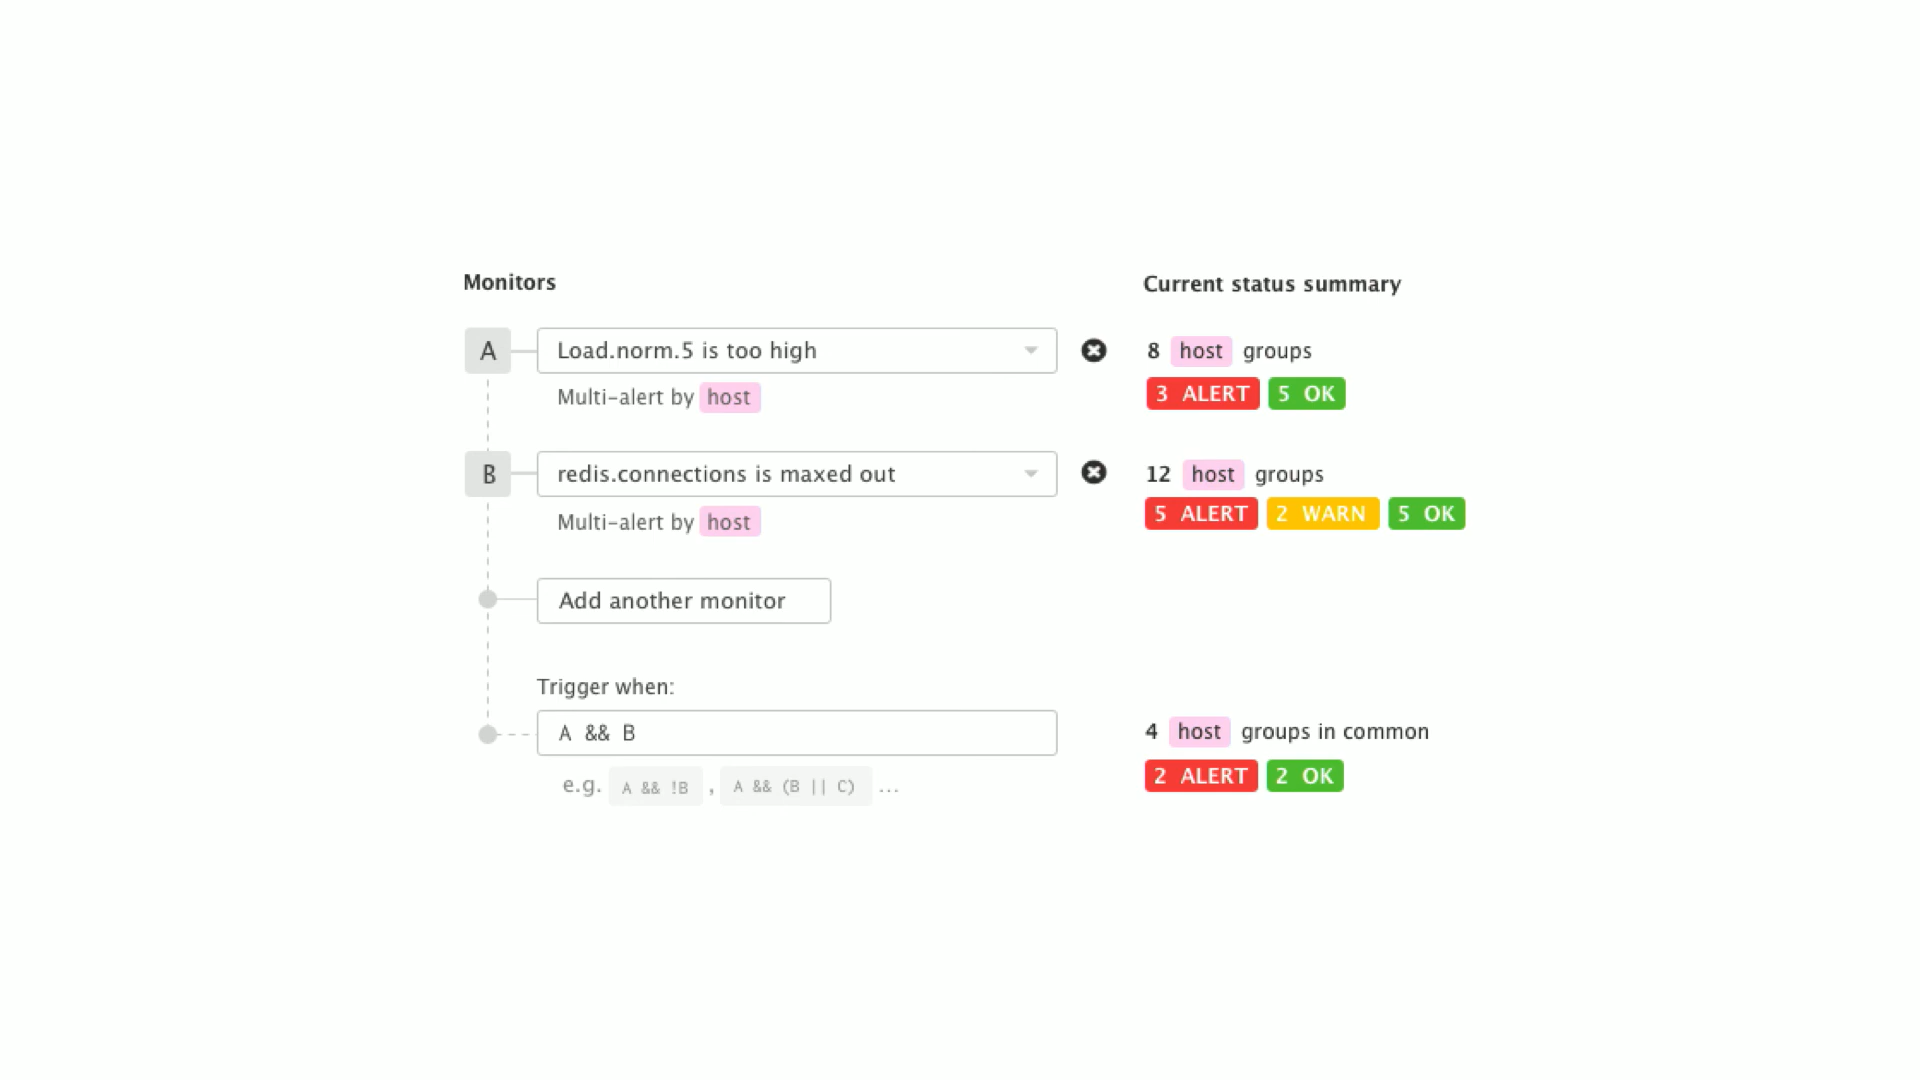 Monitors
Current status summary
A
Load.norm.5 is too high
8 host groups
Multi-alert by host
3 ALERT 5 OK
B
redis.connections is maxed out
12 host groups
Multi-alert by host
5 ALERT 2 WARN 5 OK
Add another monitor
Trigger when:
A && B
4 host groups in common
e.g. A && !B , A && (B || C) ...
2 ALERT 2 OK